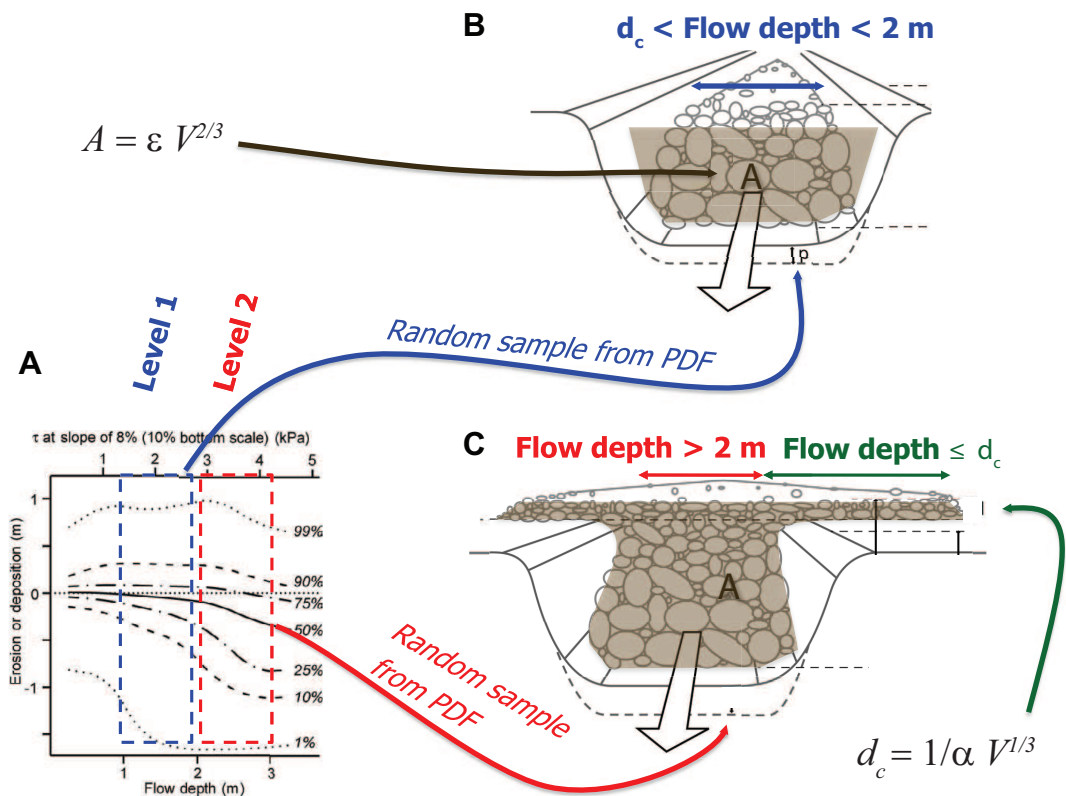 B
d_c < Flow depth < 2 m
A = ε V^{2/3}
A
p
Level 1
Level 2
Random sample from PDF
A
τ at slope of 8% (10% bottom scale) (kPa)
1 2 3 4 5
Erosion or deposition (m)
1
0
-1
99%
90%
75%
50%
25%
10%
1%
1 2 3
Flow depth (m)
C
Flow depth > 2 m
Flow depth ≤ d_c
A
Random sample
from PDF
d_c = 1/α V^{1/3}